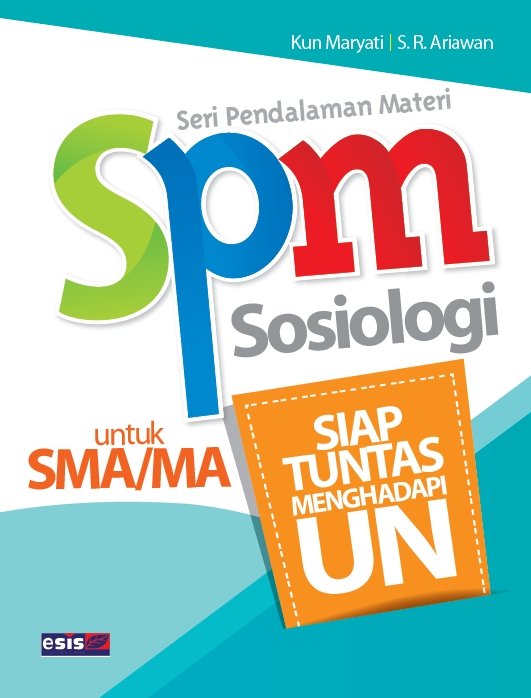 Kun Maryati | S. R. Ariawan
Seri Pendalaman Materi
Spm
Sosiologi
untuk
SMA/MA
SIAP
TUNTAS
MENGHADAPI
UN
esis